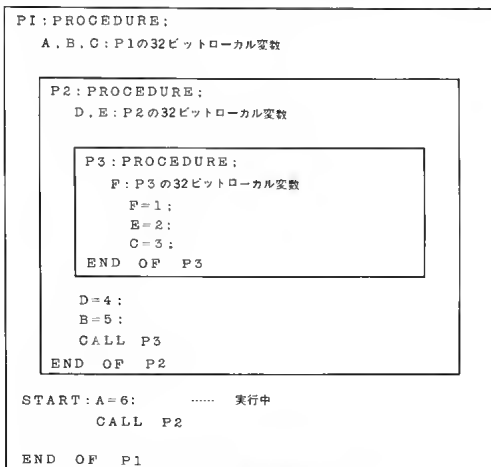 PI:PROCEDURE;
A,B,C:P1の32ビットローカル変数
P2:PROCEDURE;
D,E:P2の32ビットローカル変数
P3:PROCEDURE;
F:P3の32ビットローカル変数
F=1;
E=2;
C=3;
END OF P3
D=4;
B=5;
CALL P3
END OF P2
START:A=6; …… 実行中
CALL P2
END OF P1